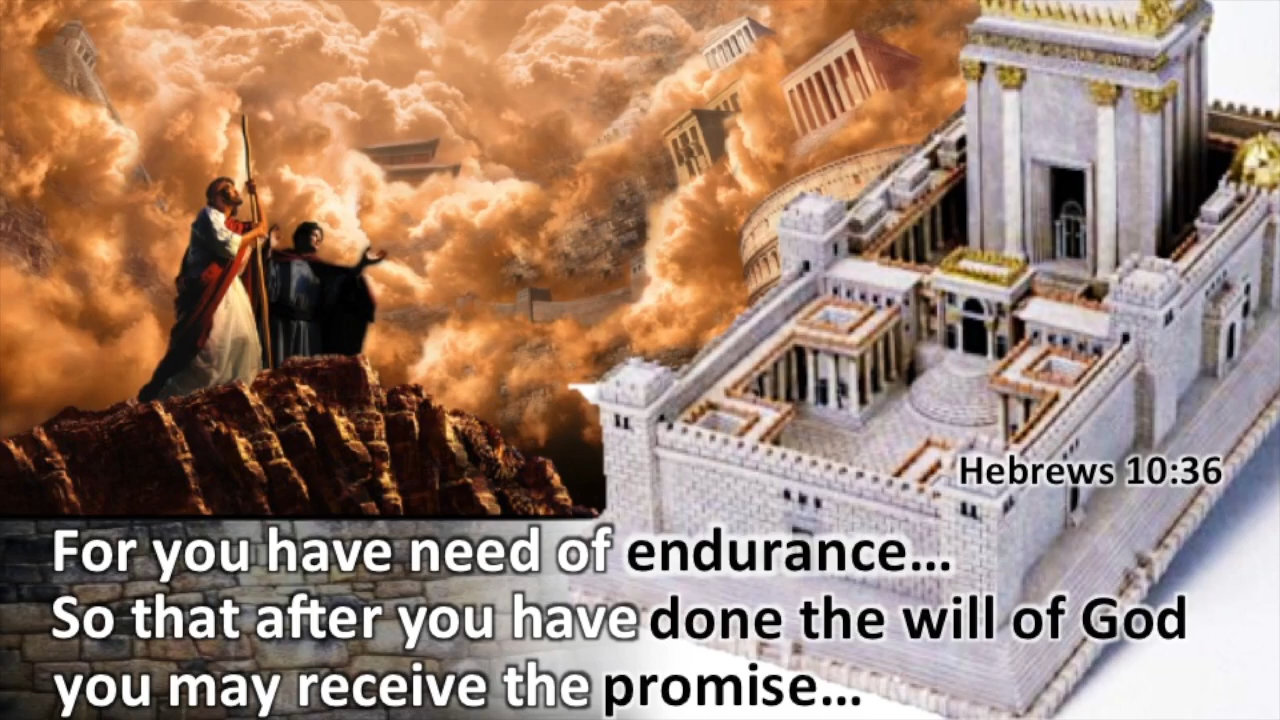 Hebrews 10:36
For you have need of endurance...
So that after you have done the will of God
you may receive the promise...